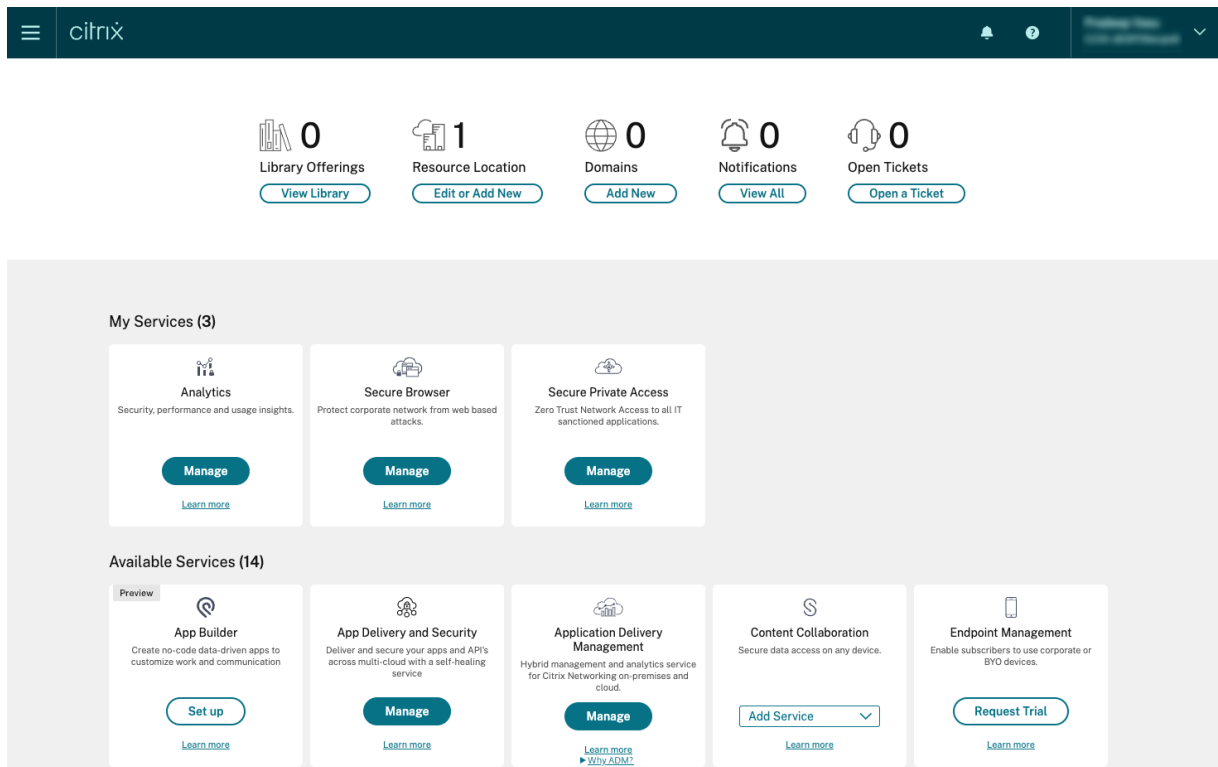 citrix
0 1 0 0 0
Library Offerings Resource Location Domains Notifications Open Tickets
View Library Edit or Add New Add New View All Open a Ticket
My Services (3)
Analytics
Security, performance and usage insights.
Manage
Learn more
Secure Browser
Protect corporate network from web based
attacks.
Manage
Learn more
Secure Private Access
Zero Trust Network Access to all IT
sanctioned applications.
Manage
Learn more
Available Services (14)
Preview
App Builder
Create no-code data-driven apps to
customize work and communication
Set up
Learn more
App Delivery and Security
Deliver and secure your apps and API's
across multi-cloud with a self-healing
service
Manage
Learn more
Application Delivery
Management
Hybrid management and analytics service
for Citrix Networking on-premises and
cloud.
Manage
Learn more
Why ADM?
Content Collaboration
Secure data access on any device.
Add Service
Learn more
Endpoint Management
Enable subscribers to use corporate or
BYO devices.
Request Trial
Learn more